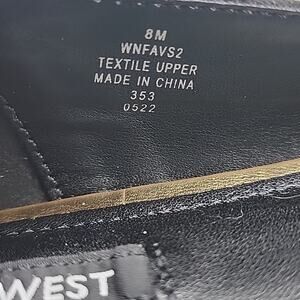 8M
WNFAVS2
TEXTILE UPPER
MADE IN CHINA
353
0522
WEST